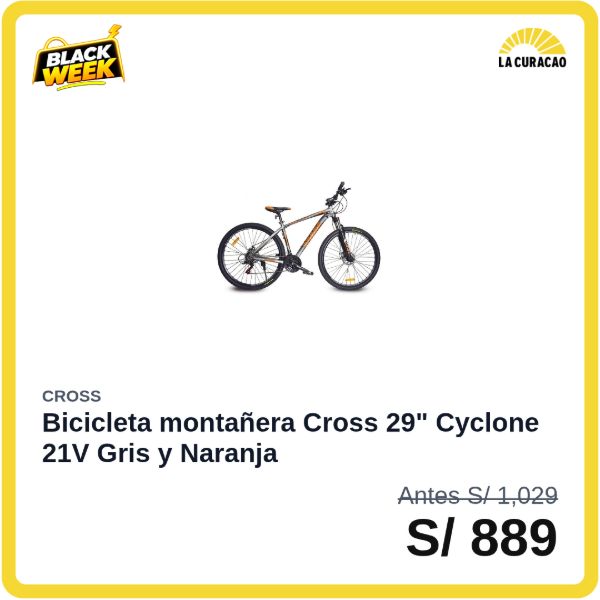 BLACK
WEEK
LA CURACAO
CROSS
Bicicleta montañera Cross 29" Cyclone
21V Gris y Naranja
Antes S/ 1,029
S/ 889